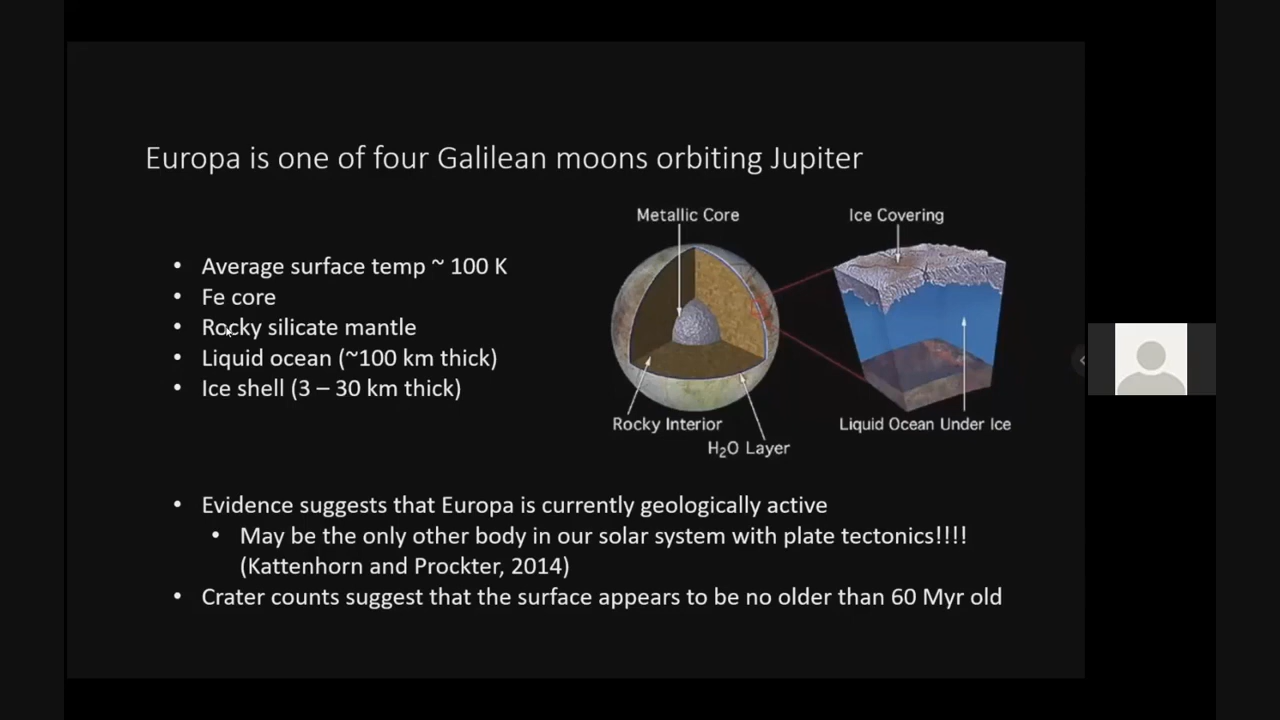 Europa is one of four Galilean moons orbiting Jupiter
• Average surface temp ~ 100 K
• Fe core
• Rocky silicate mantle
• Liquid ocean (~100 km thick)
• Ice shell (3 – 30 km thick)
Metallic Core
Ice Covering
Rocky Interior
H₂O Layer
Liquid Ocean Under Ice
• Evidence suggests that Europa is currently geologically active
• May be the only other body in our solar system with plate tectonics!!!!
(Kattenhorn and Prockter, 2014)
• Crater counts suggest that the surface appears to be no older than 60 Myr old